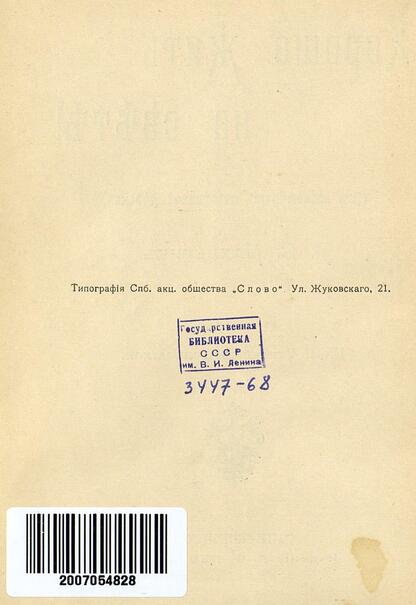 Типографія Спб. акц. общества „Слово“ Ул. Жуковскаго, 21.
Государственная
БИБЛИОТЕКА
СССР
им. В. И. Ленина
3447-68
2007054828